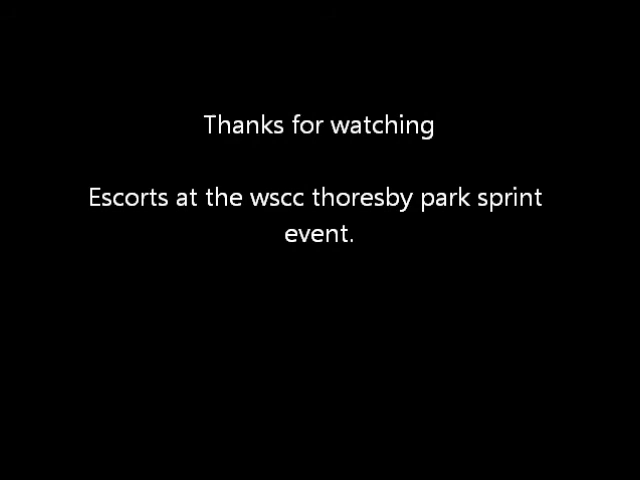 Thanks for watching
Escorts at the wscc thoresby park sprint
event.